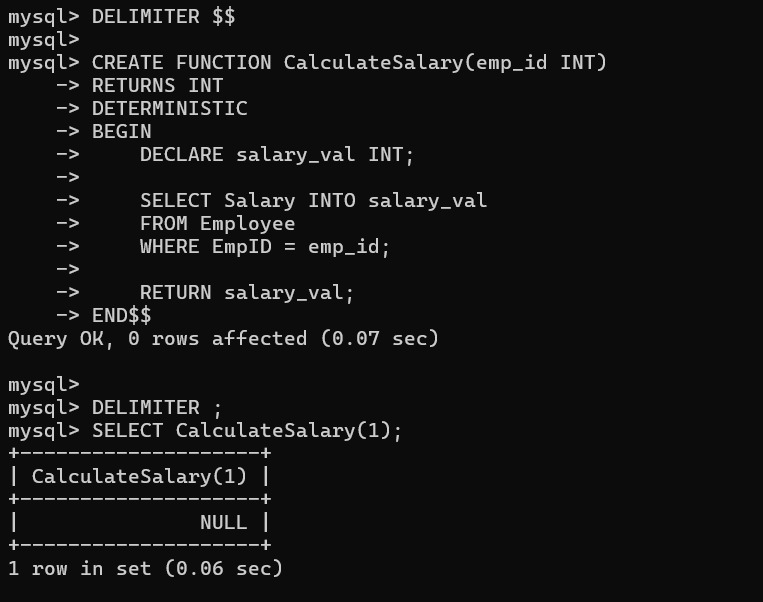 mysql> DELIMITER $$
mysql>
mysql> CREATE FUNCTION CalculateSalary(emp_id INT)
    -> RETURNS INT
    -> DETERMINISTIC
    -> BEGIN
    ->     DECLARE salary_val INT;
    ->
    ->     SELECT Salary INTO salary_val
    ->     FROM Employee
    ->     WHERE EmpID = emp_id;
    ->
    ->     RETURN salary_val;
    -> END$$
Query OK, 0 rows affected (0.07 sec)

mysql>
mysql> DELIMITER ;
mysql> SELECT CalculateSalary(1);
+--------------------+
| CalculateSalary(1) |
+--------------------+
|               NULL |
+--------------------+
1 row in set (0.06 sec)